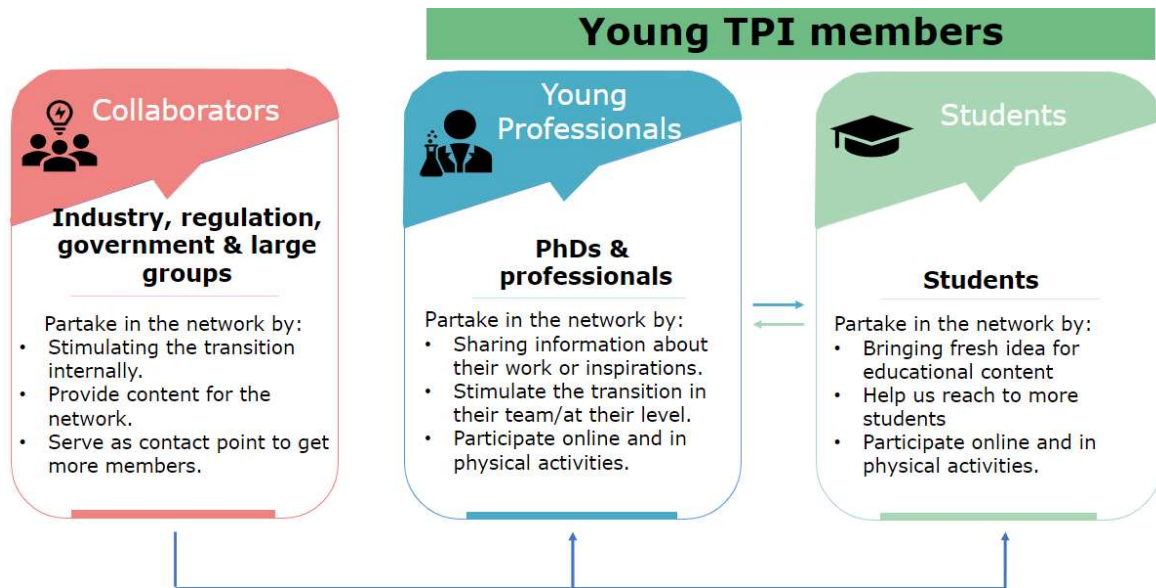 Young TPI members
Collaborators
Industry, regulation,
government & large
groups
Partake in the network by:
• Stimulating the transition
internally.
• Provide content for the
network.
• Serve as contact point to get
more members.
Young
Professionals
PhDs &
professionals
Partake in the network by:
• Sharing information about
their work or inspirations.
• Stimulate the transition in
their team/at their level.
• Participate online and in
physical activities.
Students
Students
Partake in the network by:
• Bringing fresh idea for
educational content
• Help us reach to more
students
• Participate online and in
physical activities.